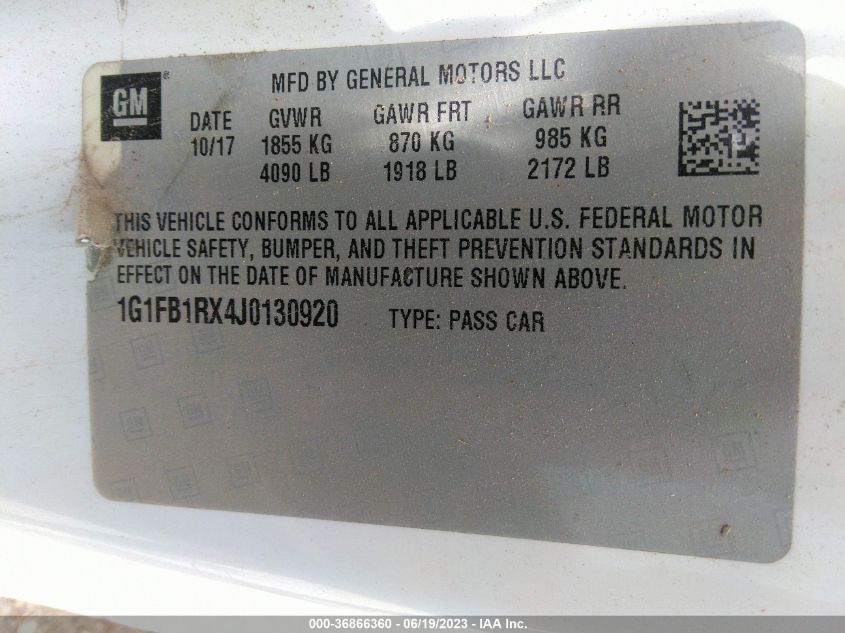 GM ®
MFD BY GENERAL MOTORS LLC
DATE GVWR GAWR FRT GAWR RR
10/17 1855 KG 870 KG 985 KG
4090 LB 1918 LB 2172 LB
THIS VEHICLE CONFORMS TO ALL APPLICABLE U.S. FEDERAL MOTOR
VEHICLE SAFETY, BUMPER, AND THEFT PREVENTION STANDARDS IN
EFFECT ON THE DATE OF MANUFACTURE SHOWN ABOVE.
1G1FB1RX4J0130920 TYPE: PASS CAR
000-36866360 - 06/19/2023 - IAA Inc.